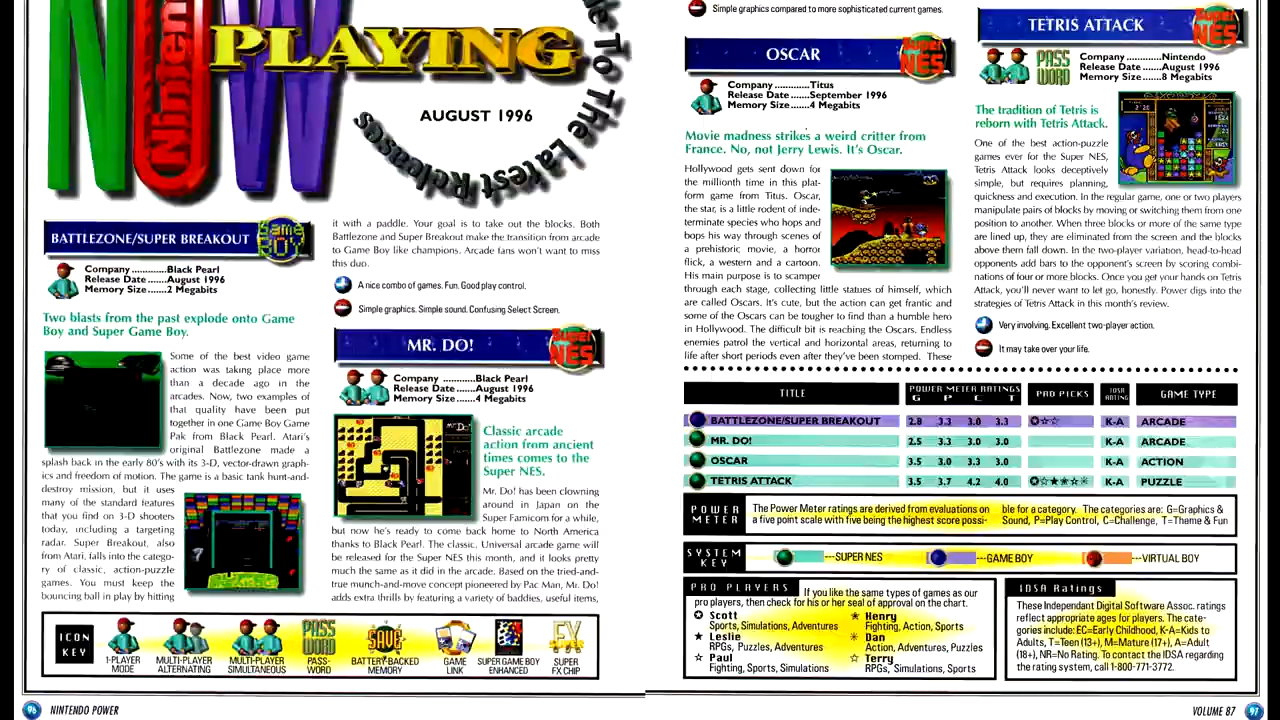 NOW
Nintendo
PLAYING
AUGUST 1996
To The Latest Releases
BATTLEZONE/SUPER BREAKOUT
GAME BOY
Company .............Black Pearl
Release Date ......August 1996
Memory Size......2 Megabits
Two blasts from the past explode onto Game
Boy and Super Game Boy.
Some of the best video game
action was taking place more
than a decade ago in the
arcades. Now, two examples of
that quality have been put
together in one Game Boy Game
Pak from Black Pearl. Atari's
original Battlezone made a
splash back in the early 80's with its 3-D, vector-drawn graph-
ics and freedom of motion. The game is a basic tank hunt-and-
destroy mission, but it uses
many of the standard features
that you find on 3-D shooters
today, including a targeting
radar. Super Breakout, also
from Atari, falls into the catego-
ry of classic, action-puzzle
games. You must keep the
bouncing ball in play by hitting
it with a paddle. Your goal is to take out the blocks. Both
Battlezone and Super Breakout make the transition from arcade
to Game Boy like champions. Arcade fans won't want to miss
this duo.
A nice combo of games. Fun. Good play control.
Simple graphics. Simple sound. Confusing Select Screen.
MR. DO!
Super NES
Company ............Black Pearl
Release Date......August 1996
Memory Size......4 Megabits
Classic arcade
action from ancient
times comes to the
Super NES.
Mr. Do! has been clowning
around in Japan on the
Super Famicom for a while,
but now he's ready to come back home to North America
thanks to Black Pearl. The classic, Universal arcade game will
be released for the Super NES this month, and it looks pretty
much the same as it did in the arcade. Based on the tried-and-
true munch-and-move concept pioneered by Pac Man, Mr. Do!
adds extra thrills by featuring a variety of baddies, useful items,
ICON KEY
1-PLAYER MODE
MULTI-PLAYER ALTERNATING
MULTI-PLAYER SIMULTANEOUS
PASS WORD
PASS-WORD
SAVE
BATTERY-BACKED MEMORY
GAME LINK
SUPER GAME BOY ENHANCED
FX
SUPER FX CHIP
96 NINTENDO POWER
Simple graphics compared to more sophisticated current games.
OSCAR
Super NES
Company .............Titus
Release Date ......September 1996
Memory Size......4 Megabits
Movie madness strikes a weird critter from
France. No, not Jerry Lewis. It's Oscar.
Hollywood gets sent down for
the millionth time in this plat-
form game from Titus. Oscar,
the star, is a little rodent of inde-
terminate species who hops and
bops his way through scenes of
a prehistoric movie, a horror
flick, a western and a cartoon.
His main purpose is to scamper
through each stage, collecting little statues of himself, which
are called Oscars. It's cute, but the action can get frantic and
some of the Oscars can be tougher to find than a humble hero
in Hollywood. The difficult bit is reaching the Oscars. Endless
enemies patrol the vertical and horizontal areas, returning to
life after short periods even after they've been stomped. These
TETRIS ATTACK
Super NES
PASS WORD
Company .............Nintendo
Release Date ......August 1996
Memory Size......8 Megabits
The tradition of Tetris is
reborn with Tetris Attack.
One of the best action-puzzle
games ever for the Super NES,
Tetris Attack looks deceptively
simple, but requires planning,
quickness and execution. In the regular game, one or two players
manipulate pairs of blocks by moving or switching them from one
position to another. When three blocks or more of the same type
are lined up, they are eliminated from the screen and the blocks
above them fall down. In the two-player variation, head-to-head
opponents add bars to the opponent's screen by scoring combi-
nations of four or more blocks. Once you get your hands on Tetris
Attack, you'll never want to let go, honestly. Power digs into the
strategies of Tetris Attack in this month's review.
Very involving. Excellent two-player action.
It may take over your life.
TITLE POWER METER RATINGS G P C T PAD PICKS IDSA RATING GAME TYPE
BATTLEZONE/SUPER BREAKOUT 2.8 3.3 3.0 3.3 ✪☆☆ K-A ARCADE
MR. DO! 2.5 3.3 3.0 3.0 K-A ARCADE
OSCAR 3.5 3.0 3.3 3.0 K-A ACTION
TETRIS ATTACK 3.5 3.7 4.2 4.0 K-A PUZZLE
POWER METER
The Power Meter ratings are derived from evaluations on
a five point scale with five being the highest score possi-
ble for a category. The categories are: G=Graphics &
Sound, P=Play Control, C=Challenge, T=Theme & Fun
SYSTEM KEY
---SUPER NES
---GAME BOY
---VIRTUAL BOY
PRO PLAYERS
If you like the same types of games as our
pro players, then check for his or her seal of approval on the chart.
✪ Scott
Sports, Simulations, Adventures
★ Leslie
RPGs, Puzzles, Adventures
☆ Paul
Fighting, Sports, Simulations
Henry
Fighting, Action, Sports
Dan
Action, Adventures, Puzzles
Terry
RPGs, Simulations, Sports
IDSA Ratings
These Independent Digital Software Assoc. ratings
reflect appropriate ages for players. The cate-
gories include: EC=Early Childhood, K-A=Kids to
Adults, T=Teen (13+), M=Mature (17+), A=Adult
(18+), NR=No Rating. To contact the IDSA regarding
the rating system, call 1-800-771-3772.
VOLUME 87 97